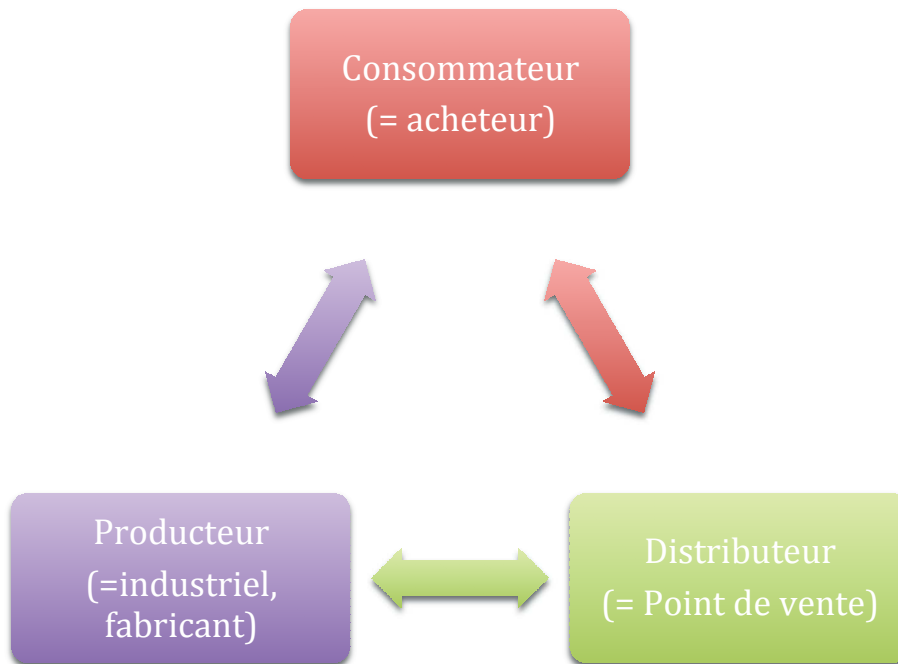 Consommateur
(= acheteur)
Producteur
(=industriel,
fabricant)
Distributeur
(= Point de vente)